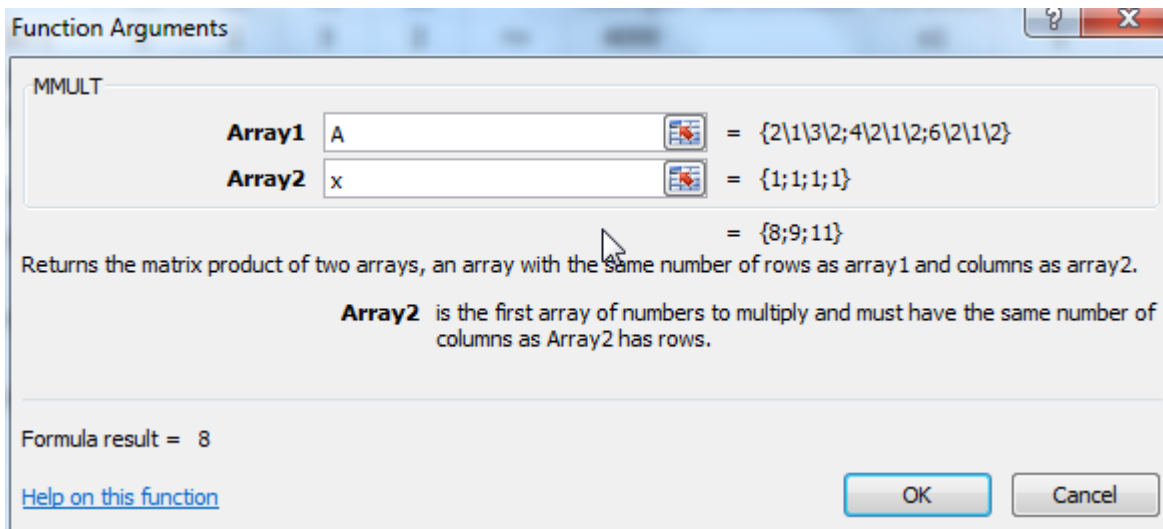 Function Arguments
MMULT
Array1 A = {2\1\3\2;4\2\1\2;6\2\1\2}
Array2 x = {1;1;1;1}
= {8;9;11}
Returns the matrix product of two arrays, an array with the same number of rows as array1 and columns as array2.
Array2 is the first array of numbers to multiply and must have the same number of
columns as Array2 has rows.
Formula result = 8
Help on this function
OK Cancel